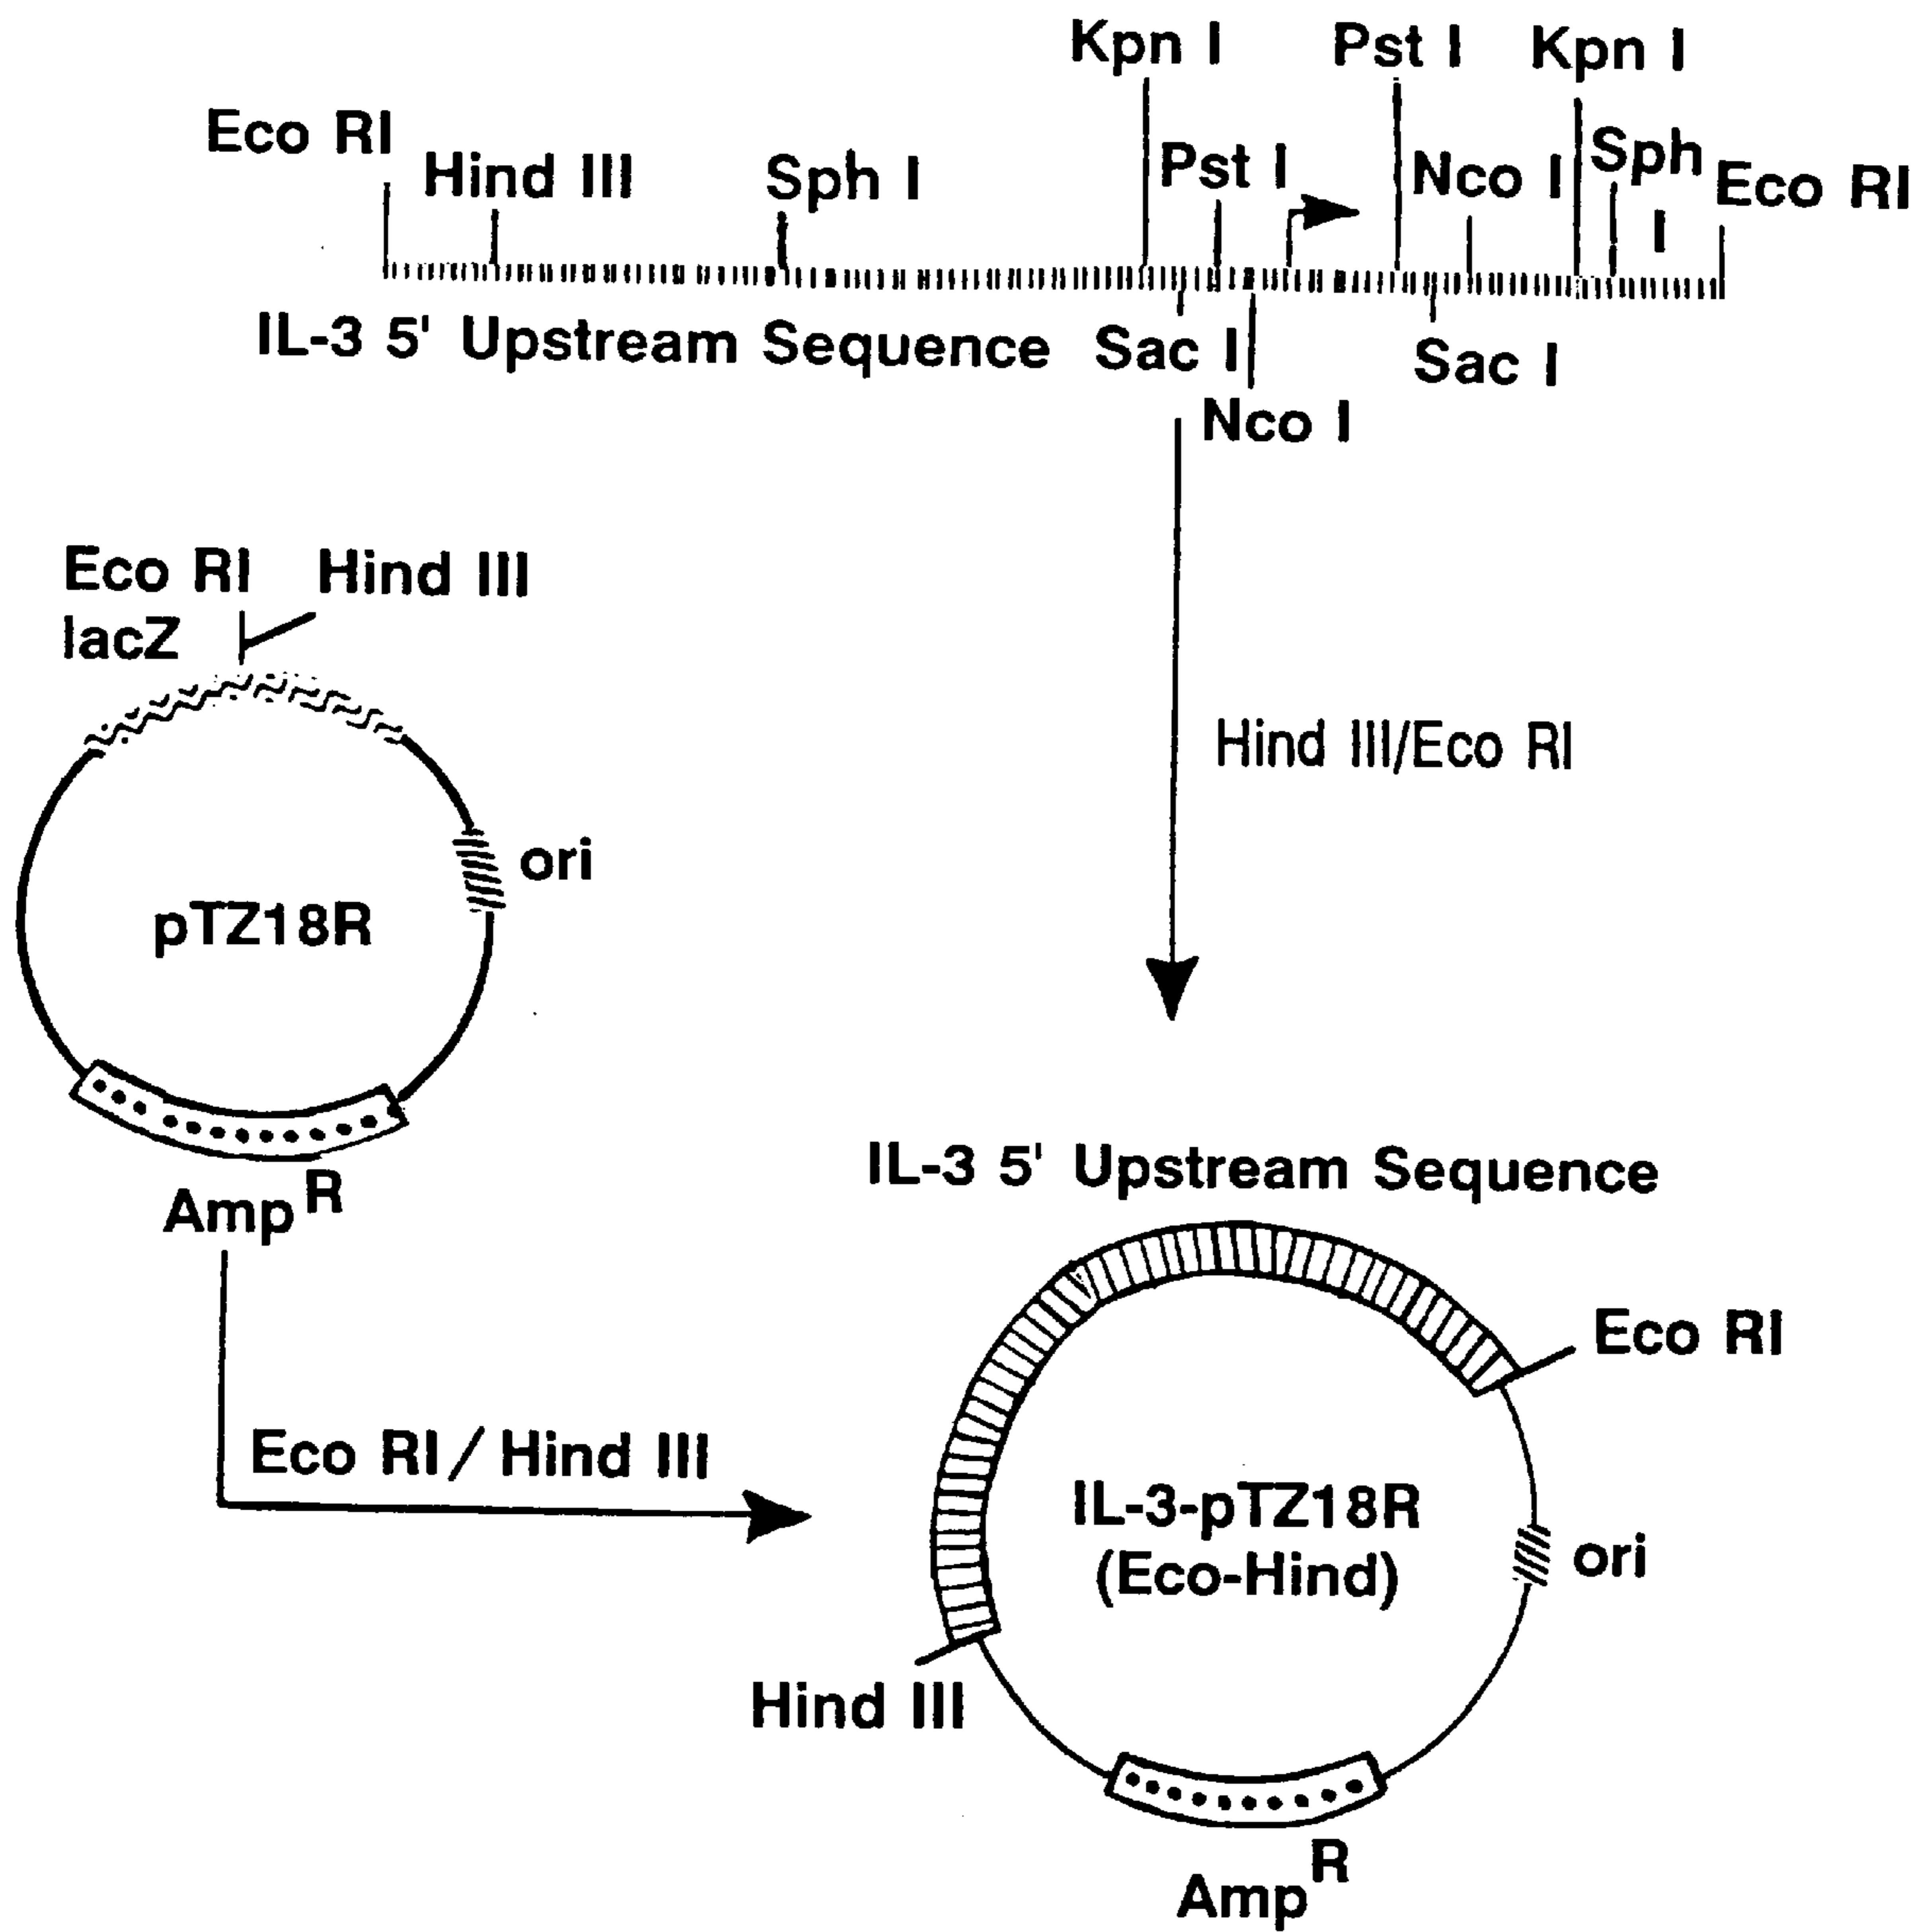 Kpn I Pst I Kpn I
Eco RI Hind III Sph I Pst I Nco I Sph I Eco RI
IL-3 5' Upstream Sequence Sac I Sac I
Nco I
Eco RI Hind III
lacZ
Hind III/Eco RI
ori
pTZ18R
Amp R
IL-3 5' Upstream Sequence
Eco RI
Eco RI/Hind III
IL-3-pTZ18R
(Eco-Hind)
ori
Hind III
Amp R